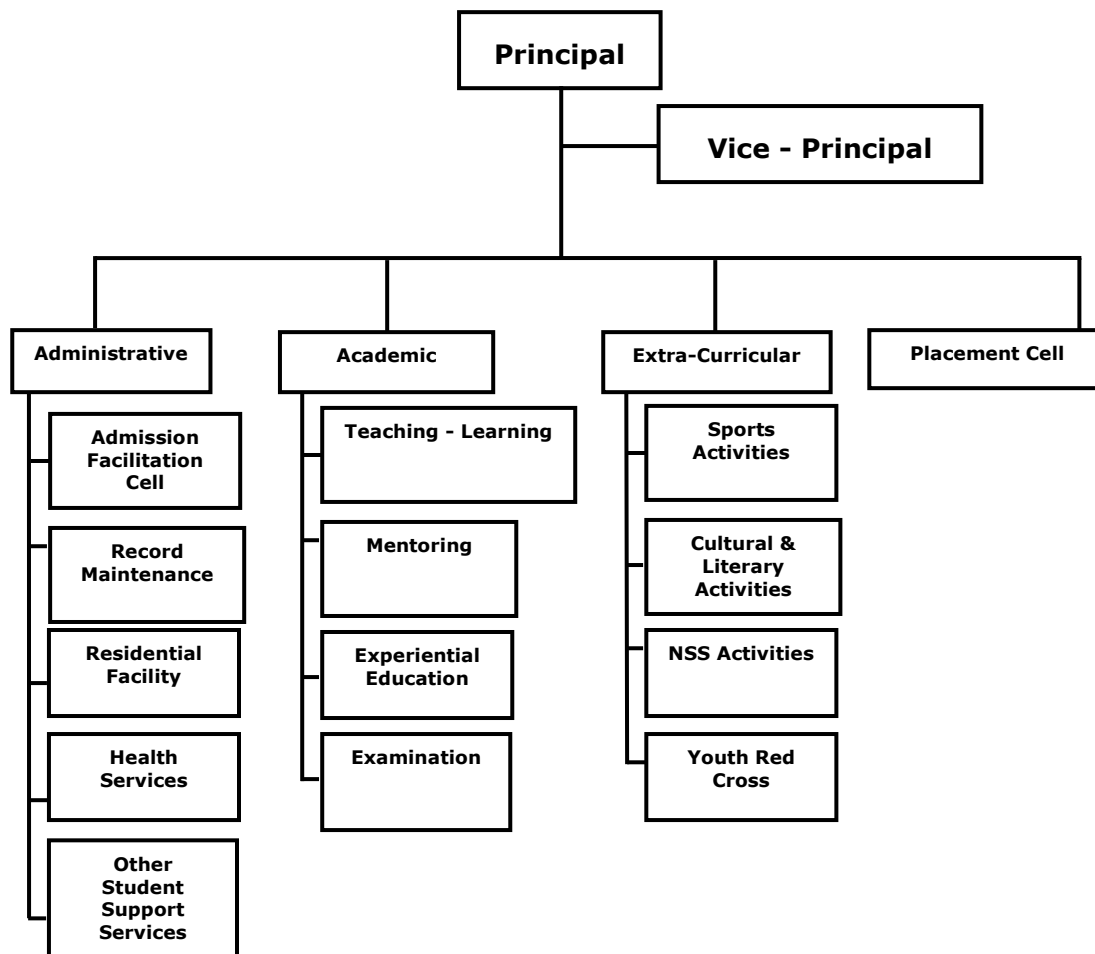 Principal
Vice - Principal
Administrative
Academic
Extra-Curricular
Placement Cell
Admission
Facilitation
Cell
Record
Maintenance
Residential
Facility
Health
Services
Other
Student
Support
Services
Teaching - Learning
Mentoring
Experiential
Education
Examination
Sports
Activities
Cultural &
Literary
Activities
NSS Activities
Youth Red
Cross